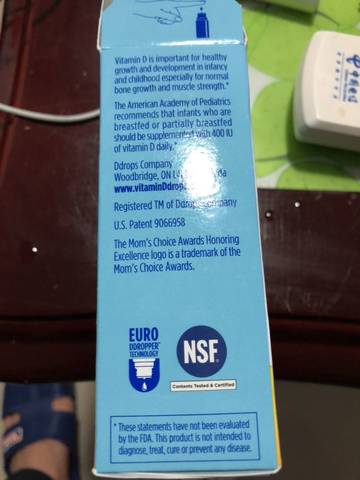 Vitamin D is important for healthy
growth and development in infancy
and childhood especially for normal
bone growth and muscle strength.*
The American Academy of Pediatrics
recommends that infants who are
breastfed or partially breastfed
should be supplemented with 400 IU
of vitamin D daily.*
Ddrops Company
Woodbridge, ON
www.vitaminDdrops
Registered TM of Ddrops Company
U.S. Patent 9066958
The Mom's Choice Awards Honoring
Excellence logo is a trademark of the
Mom's Choice Awards.
EURO
DDROPPER
TECHNOLOGY
NSF
Contents Tested & Certified
* These statements have not been evaluated
by the FDA. This product is not intended to
diagnose, treat, cure or prevent any disease.